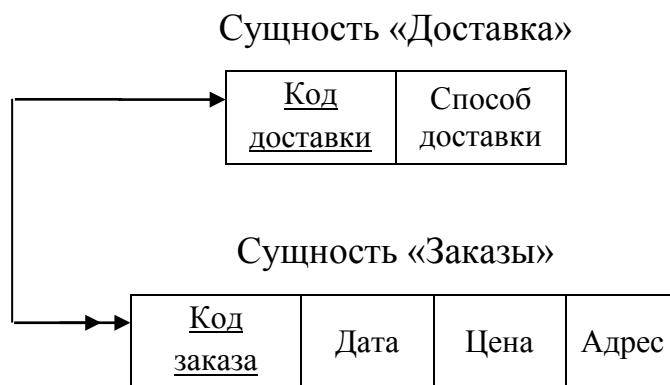 Сущность «Доставка»
Код
доставки
Способ
доставки
Сущность «Заказы»
Код
заказа
Дата
Цена
Адрес